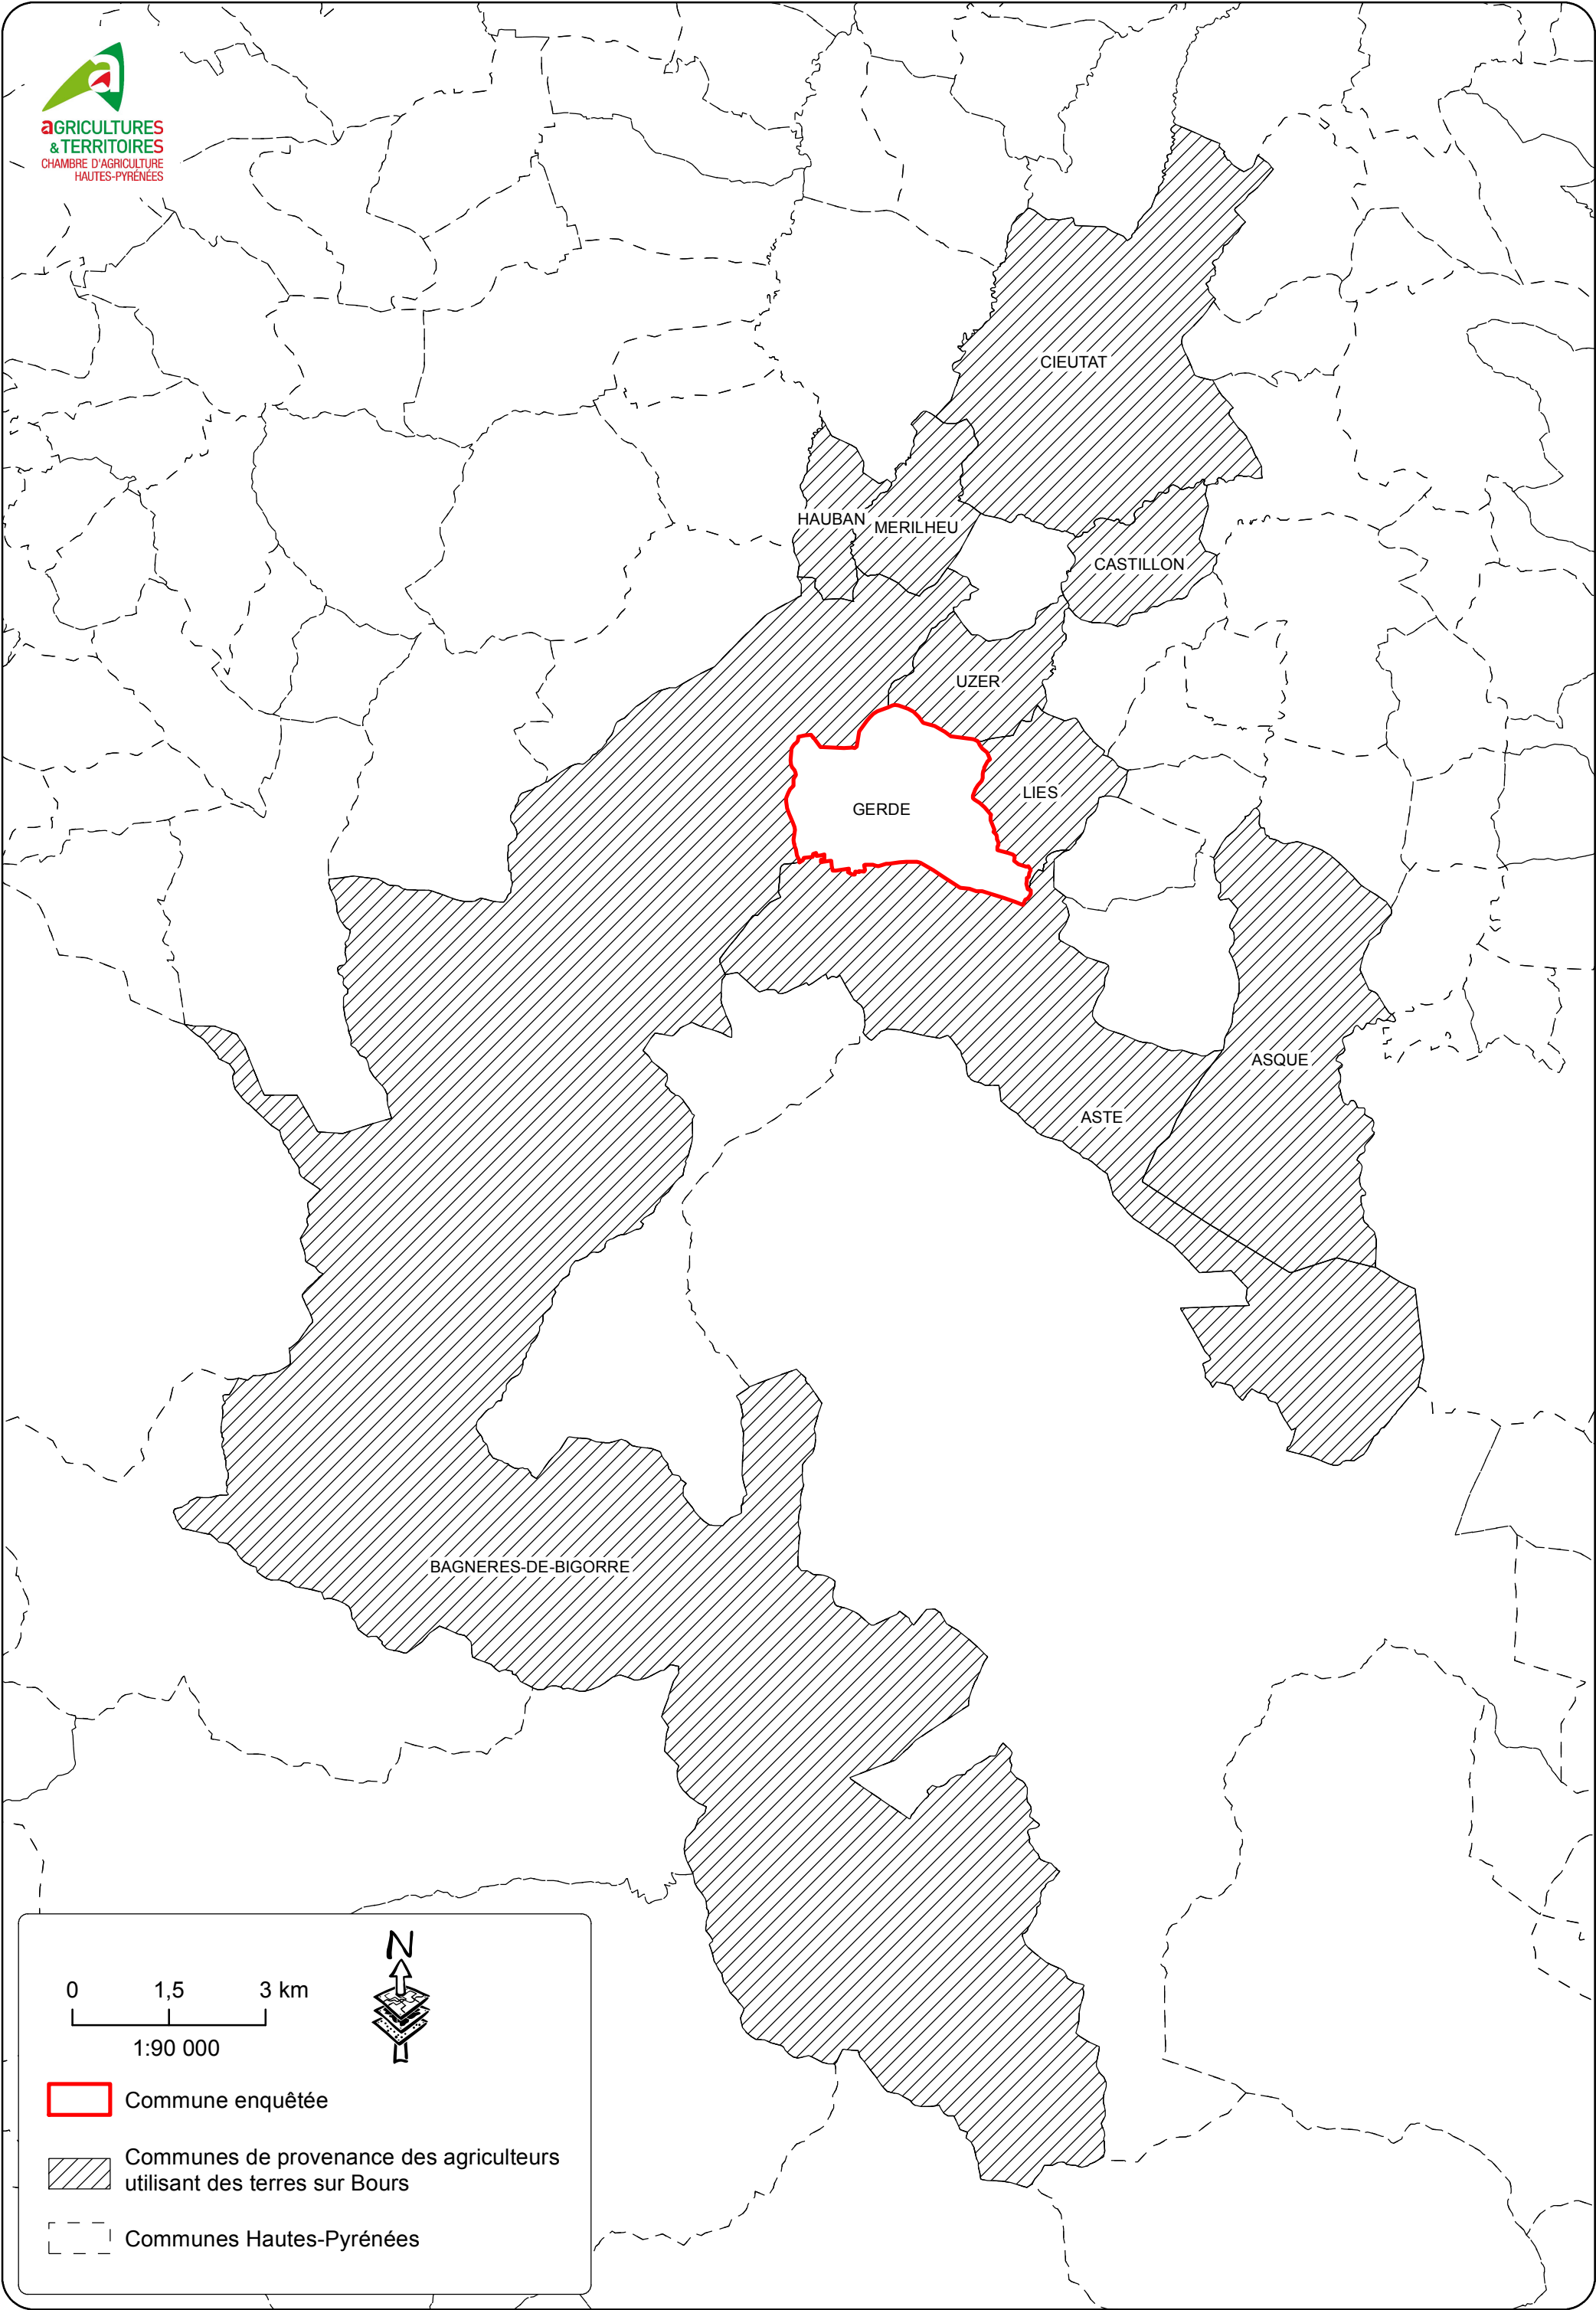 aGRICULTURES
& TERRITOIRES
CHAMBRE D'AGRICULTURE
HAUTES-PYRÉNÉES
CIEUTAT
HAUBAN
MERILHEU
CASTILLON
UZER
LIES
GERDE
ASQUE
ASTE
BAGNERES-DE-BIGORRE
N
0 1,5 3 km
1:90 000
Commune enquêtée
Communes de provenance des agriculteurs
utilisant des terres sur Bours
Communes Hautes-Pyrénées